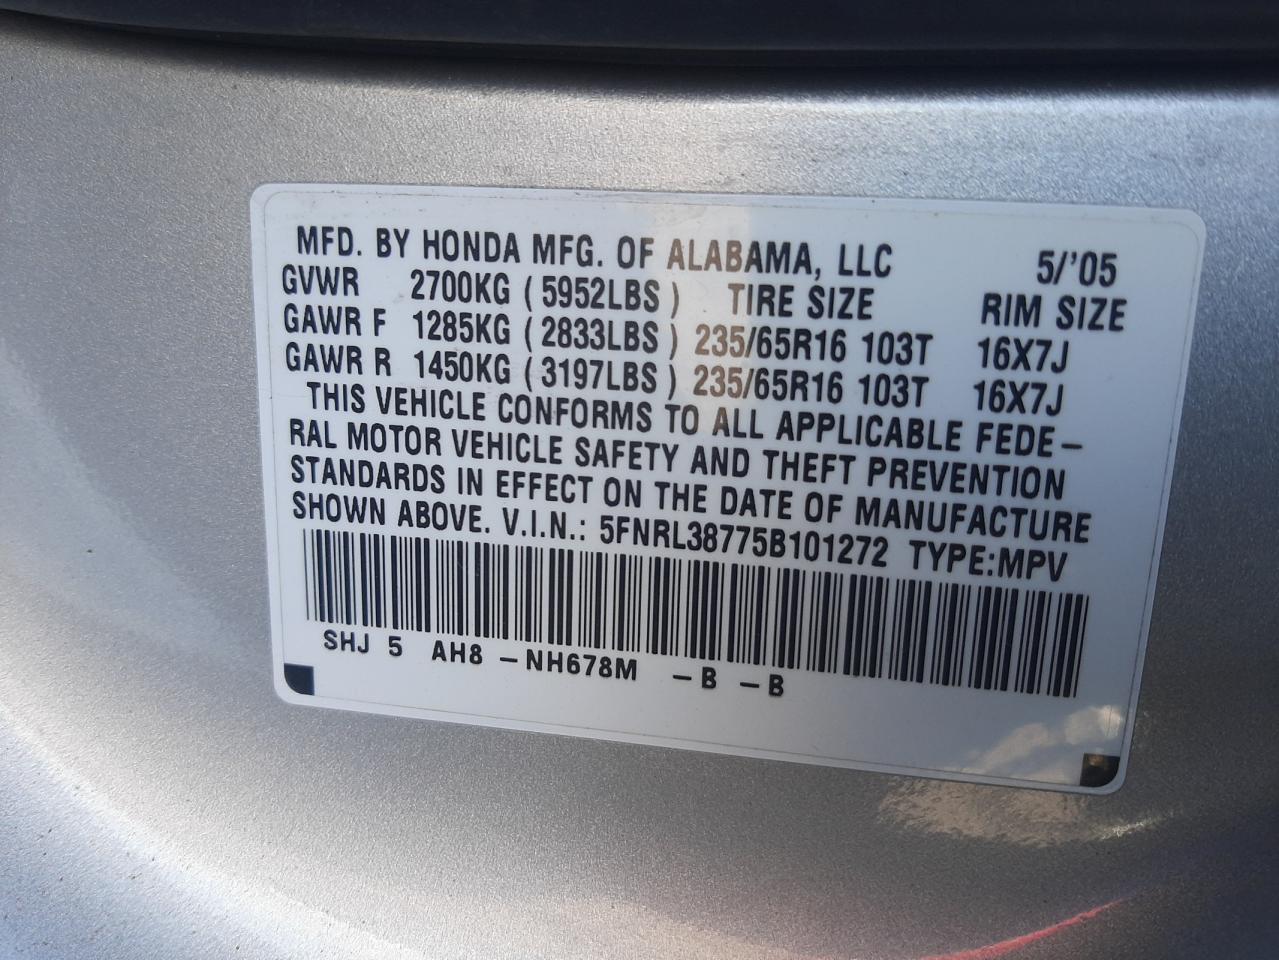 MFD. BY HONDA MFG. OF ALABAMA, LLC 5/'05
GVWR 2700KG (5952LBS) TIRE SIZE RIM SIZE
GAWR F 1285KG (2833LBS) 235/65R16 103T 16X7J
GAWR R 1450KG (3197LBS) 235/65R16 103T 16X7J
THIS VEHICLE CONFORMS TO ALL APPLICABLE FEDE-
RAL MOTOR VEHICLE SAFETY AND THEFT PREVENTION
STANDARDS IN EFFECT ON THE DATE OF MANUFACTURE
SHOWN ABOVE. V.I.N.: 5FNRL38775B101272 TYPE:MPV
SHJ 5 AH8 -NH678M -B -B